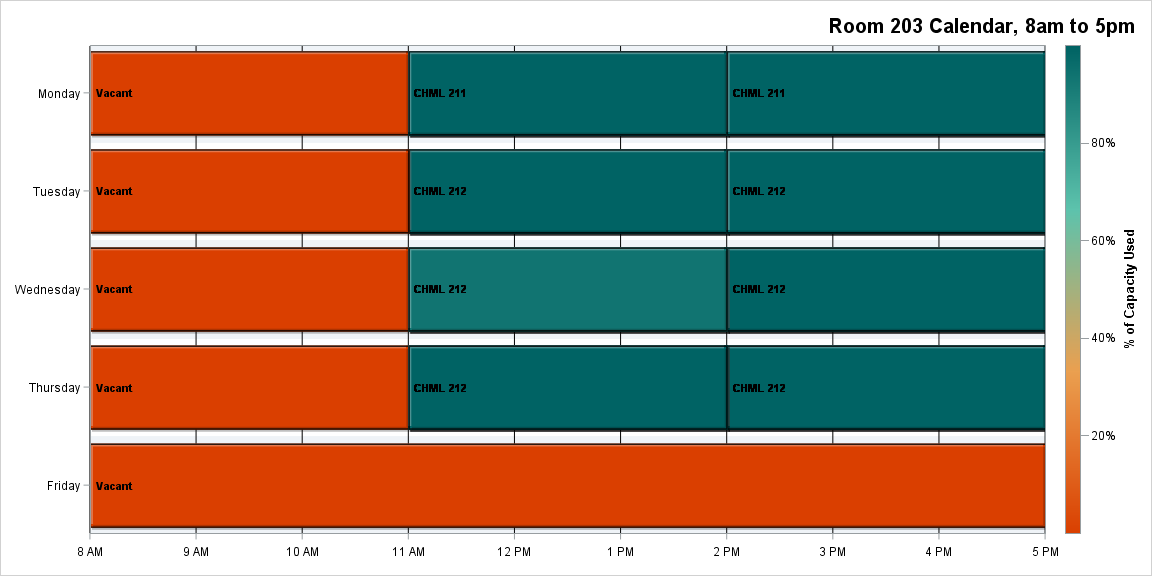 Room 203 Calendar, 8am to 5pm
Monday
Vacant
CHML 211
CHML 211
Tuesday
Vacant
CHML 212
CHML 212
Wednesday
Vacant
CHML 212
CHML 212
Thursday
Vacant
CHML 212
CHML 212
Friday
Vacant
8 AM
9 AM
10 AM
11 AM
12 PM
1 PM
2 PM
3 PM
4 PM
5 PM
80%
60%
40%
20%
% of Capacity Used